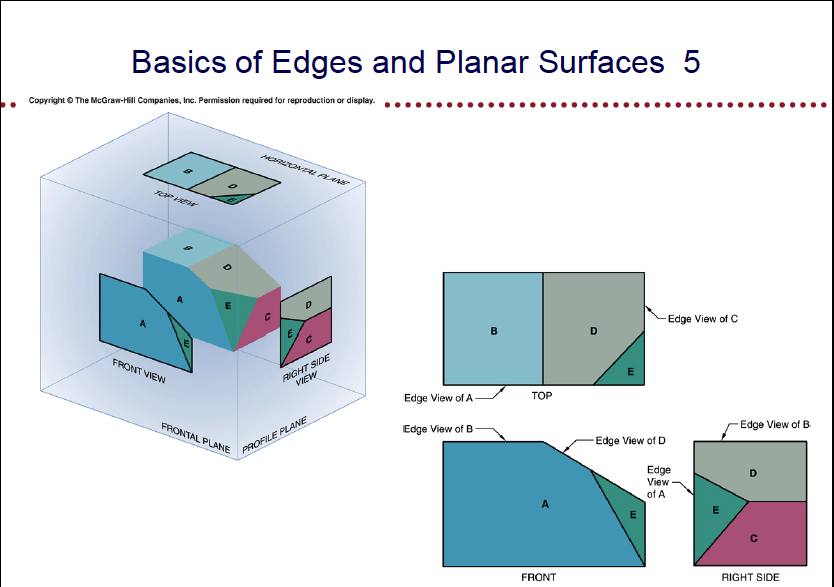 Basics of Edges and Planar Surfaces 5
Copyright © The McGraw-Hill Companies, Inc. Permission required for reproduction or display.
HORIZONTAL PLANE
B
D
E
TOP VIEW
B
D
A
E
C
A
E
D
E
C
FRONT VIEW
RIGHT SIDE
VIEW
FRONTAL PLANE
PROFILE PLANE
Edge View of C
B
D
E
Edge View of A
TOP
Edge View of B
Edge View of D
A
E
FRONT
Edge View of B
Edge
View
of A
D
E
C
RIGHT SIDE